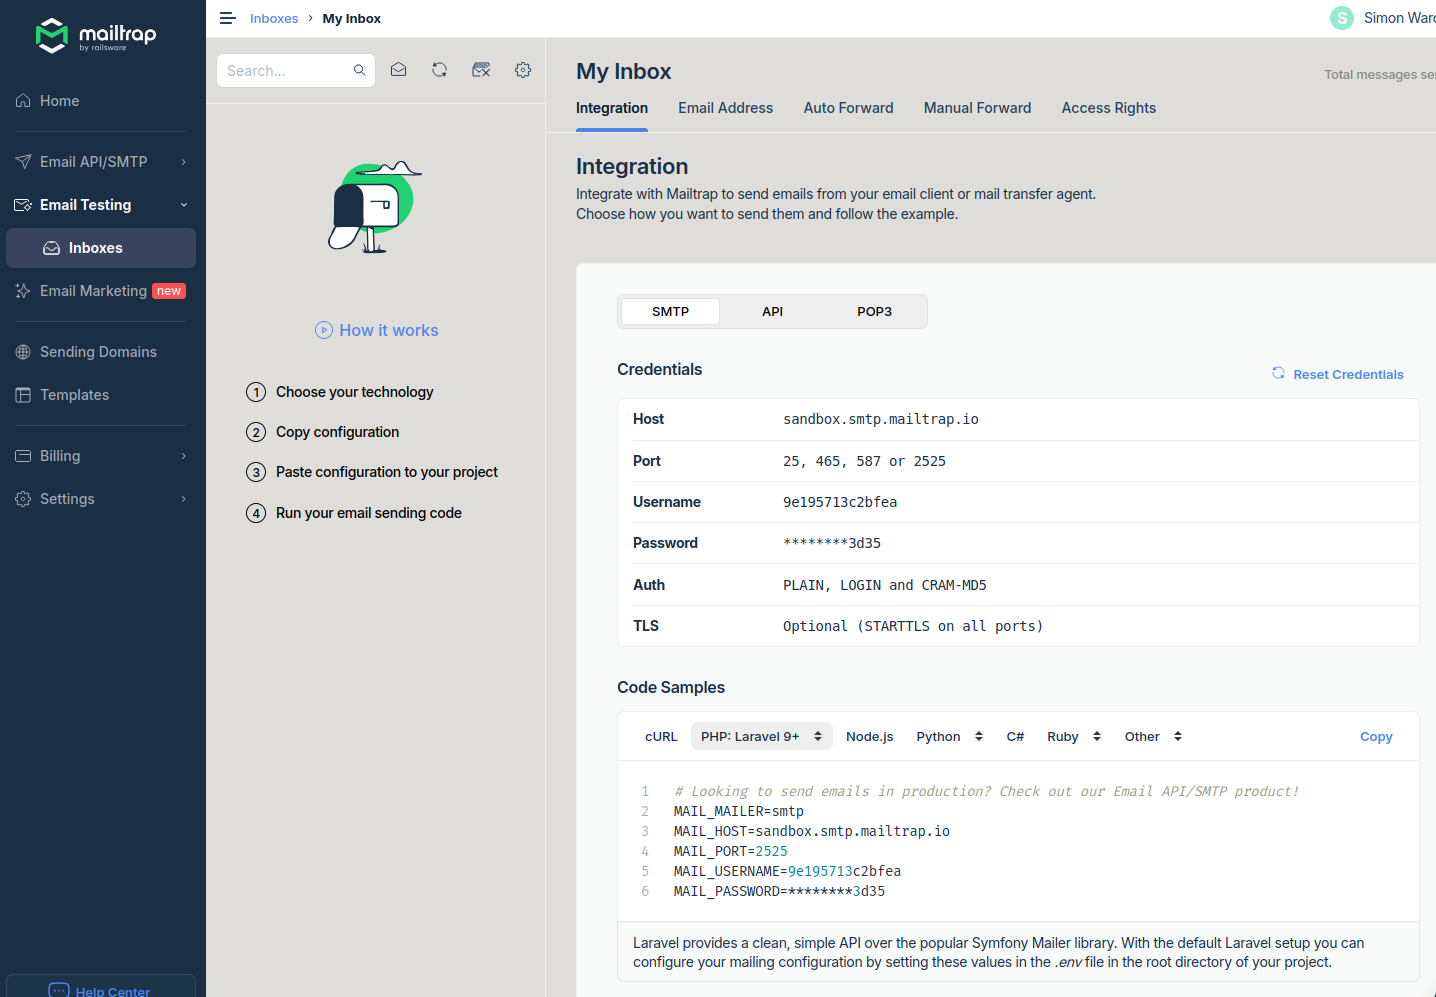 mailtrap
by railsware
Home
Email API/SMTP
Email Testing
Inboxes
Email Marketing new
Sending Domains
Templates
Billing
Settings
Help Center
Inboxes › My Inbox
S Simon Ward
Search...
How it works
1 Choose your technology
2 Copy configuration
3 Paste configuration to your project
4 Run your email sending code
My Inbox
Total messages
Integration Email Address Auto Forward Manual Forward Access Rights
Integration
Integrate with Mailtrap to send emails from your email client or mail transfer agent.
Choose how you want to send them and follow the example.
SMTP API POP3
Credentials
Reset Credentials
Host sandbox.smtp.mailtrap.io
Port 25, 465, 587 or 2525
Username 9e195713c2bfea
Password ********3d35
Auth PLAIN, LOGIN and CRAM-MD5
TLS Optional (STARTTLS on all ports)
Code Samples
cURL PHP: Laravel 9+ Node.js Python C# Ruby Other Copy
1 # Looking to send emails in production? Check out our Email API/SMTP product!
2 MAIL_MAILER=smtp
3 MAIL_HOST=sandbox.smtp.mailtrap.io
4 MAIL_PORT=2525
5 MAIL_USERNAME=9e195713c2bfea
6 MAIL_PASSWORD=********3d35
Laravel provides a clean, simple API over the popular Symfony Mailer library. With the default Laravel setup you can
configure your mailing configuration by setting these values in the .env file in the root directory of your project.